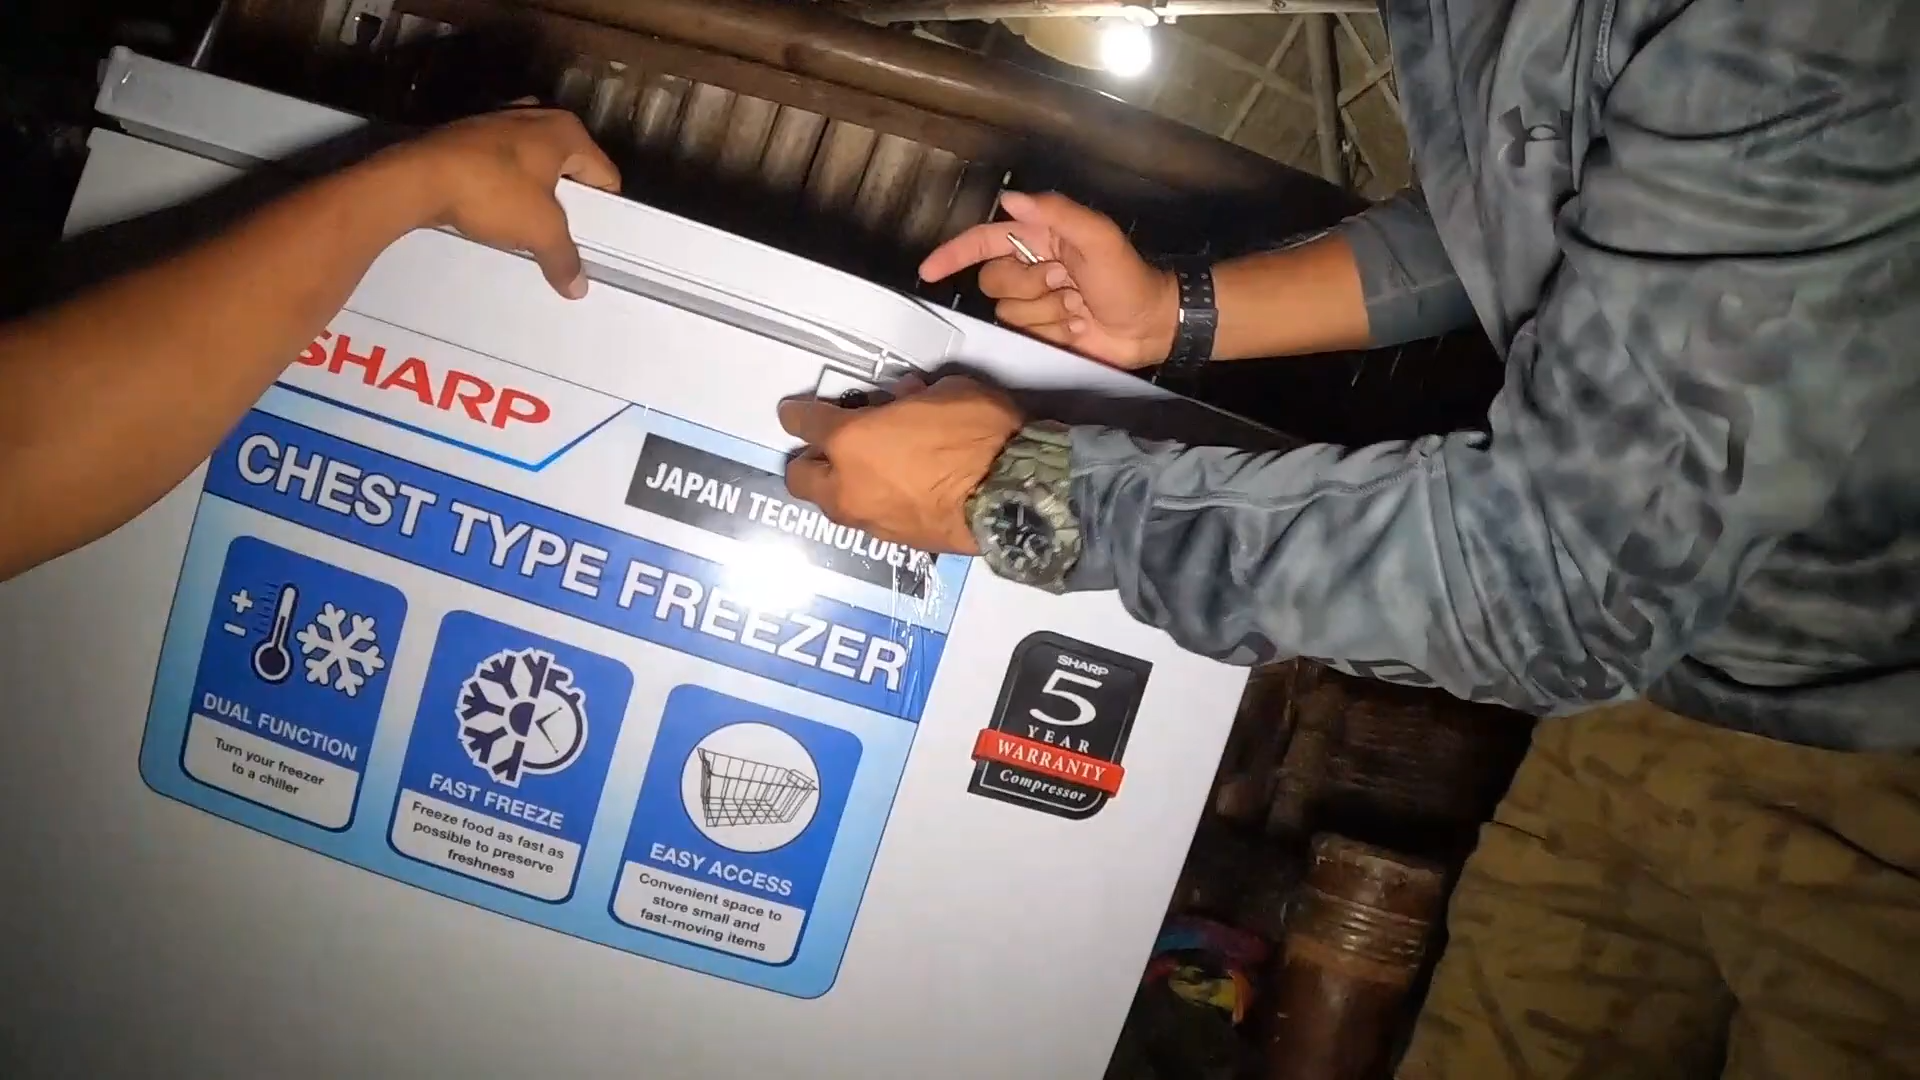 SHARP
JAPAN TECHNOLOGY
CHEST TYPE FREEZER
DUAL FUNCTION
Turn your freezer
to a chiller
FAST FREEZE
Freeze food as fast as
possible to preserve
freshness
EASY ACCESS
Convenient space to
store small and
fast-moving items
SHARP
5
YEAR
WARRANTY
Compressor